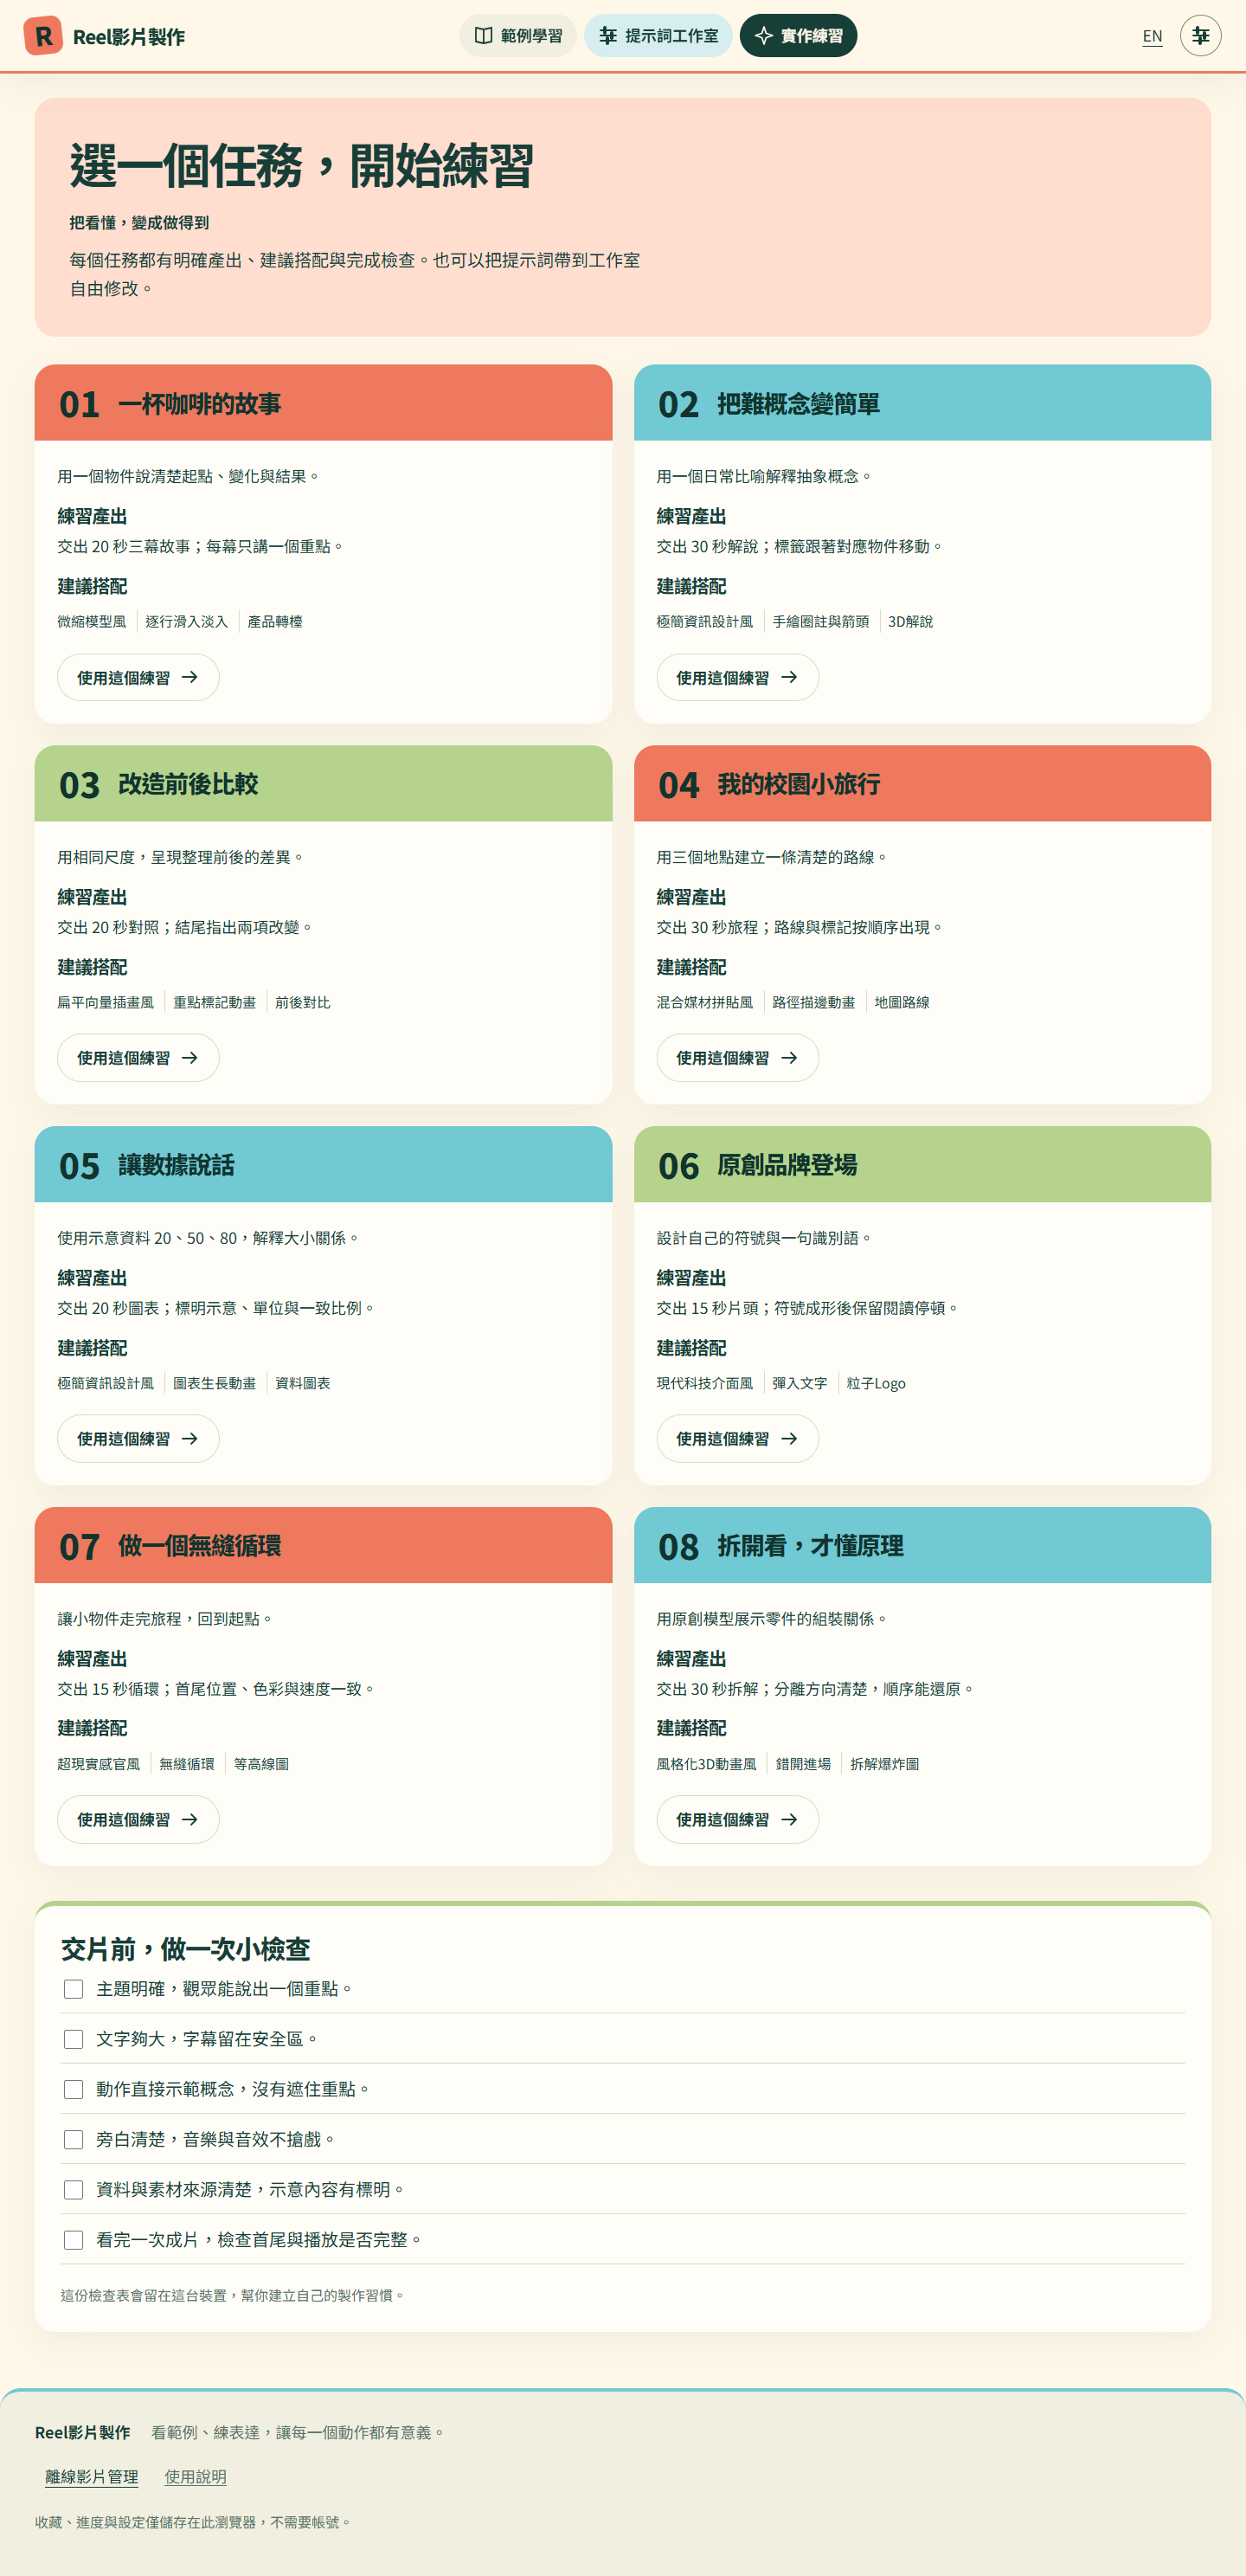 R Reel影片製作
範例學習
提示詞工作室
實作練習
EN
選一個任務，開始練習
把看懂，變成做得到
每個任務都有明確產出、建議搭配與完成檢查。也可以把提示詞帶到工作室
自由修改。
01 一杯咖啡的故事
用一個物件說清楚起點、變化與結果。
練習產出
交出 20 秒三幕故事；每幕只講一個重點。
建議搭配
微縮模型風 逐行滑入淡入 產品轉檯
使用這個練習
02 把難概念變簡單
用一個日常比喻解釋抽象概念。
練習產出
交出 30 秒解說；標籤跟著對應物件移動。
建議搭配
極簡資訊設計風 手繪圈註與箭頭 3D解說
使用這個練習
03 改造前後比較
用相同尺度，呈現整理前後的差異。
練習產出
交出 20 秒對照；結尾指出兩項改變。
建議搭配
扁平向量插畫風 重點標記動畫 前後對比
使用這個練習
04 我的校園小旅行
用三個地點建立一條清楚的路線。
練習產出
交出 30 秒旅程；路線與標記按順序出現。
建議搭配
混合媒材拼貼風 路徑描邊動畫 地圖路線
使用這個練習
05 讓數據說話
使用示意資料 20、50、80，解釋大小關係。
練習產出
交出 20 秒圖表；標明示意、單位與一致比例。
建議搭配
極簡資訊設計風 圖表生長動畫 資料圖表
使用這個練習
06 原創品牌登場
設計自己的符號與一句識別語。
練習產出
交出 15 秒片頭；符號成形後保留閱讀停頓。
建議搭配
現代科技介面風 彈入文字 粒子Logo
使用這個練習
07 做一個無縫循環
讓小物件走完旅程，回到起點。
練習產出
交出 15 秒循環；首尾位置、色彩與速度一致。
建議搭配
超現實感官風 無縫循環 等高線圖
使用這個練習
08 拆開看，才懂原理
用原創模型展示零件的組裝關係。
練習產出
交出 30 秒拆解；分離方向清楚，順序能還原。
建議搭配
風格化3D動畫風 錯開進場 拆解爆炸圖
使用這個練習
交片前，做一次小檢查
主題明確，觀眾能說出一個重點。
文字夠大，字幕留在安全區。
動作直接示範概念，沒有遮住重點。
旁白清楚，音樂與音效不搶戲。
資料與素材來源清楚，示意內容有標明。
看完一次成片，檢查首尾與播放是否完整。
這份檢查表會留在這台裝置，幫你建立自己的製作習慣。
Reel影片製作 看範例、練表達，讓每一個動作都有意義。
離線影片管理 使用說明
收藏、進度與設定僅儲存在此瀏覽器，不需要帳號。